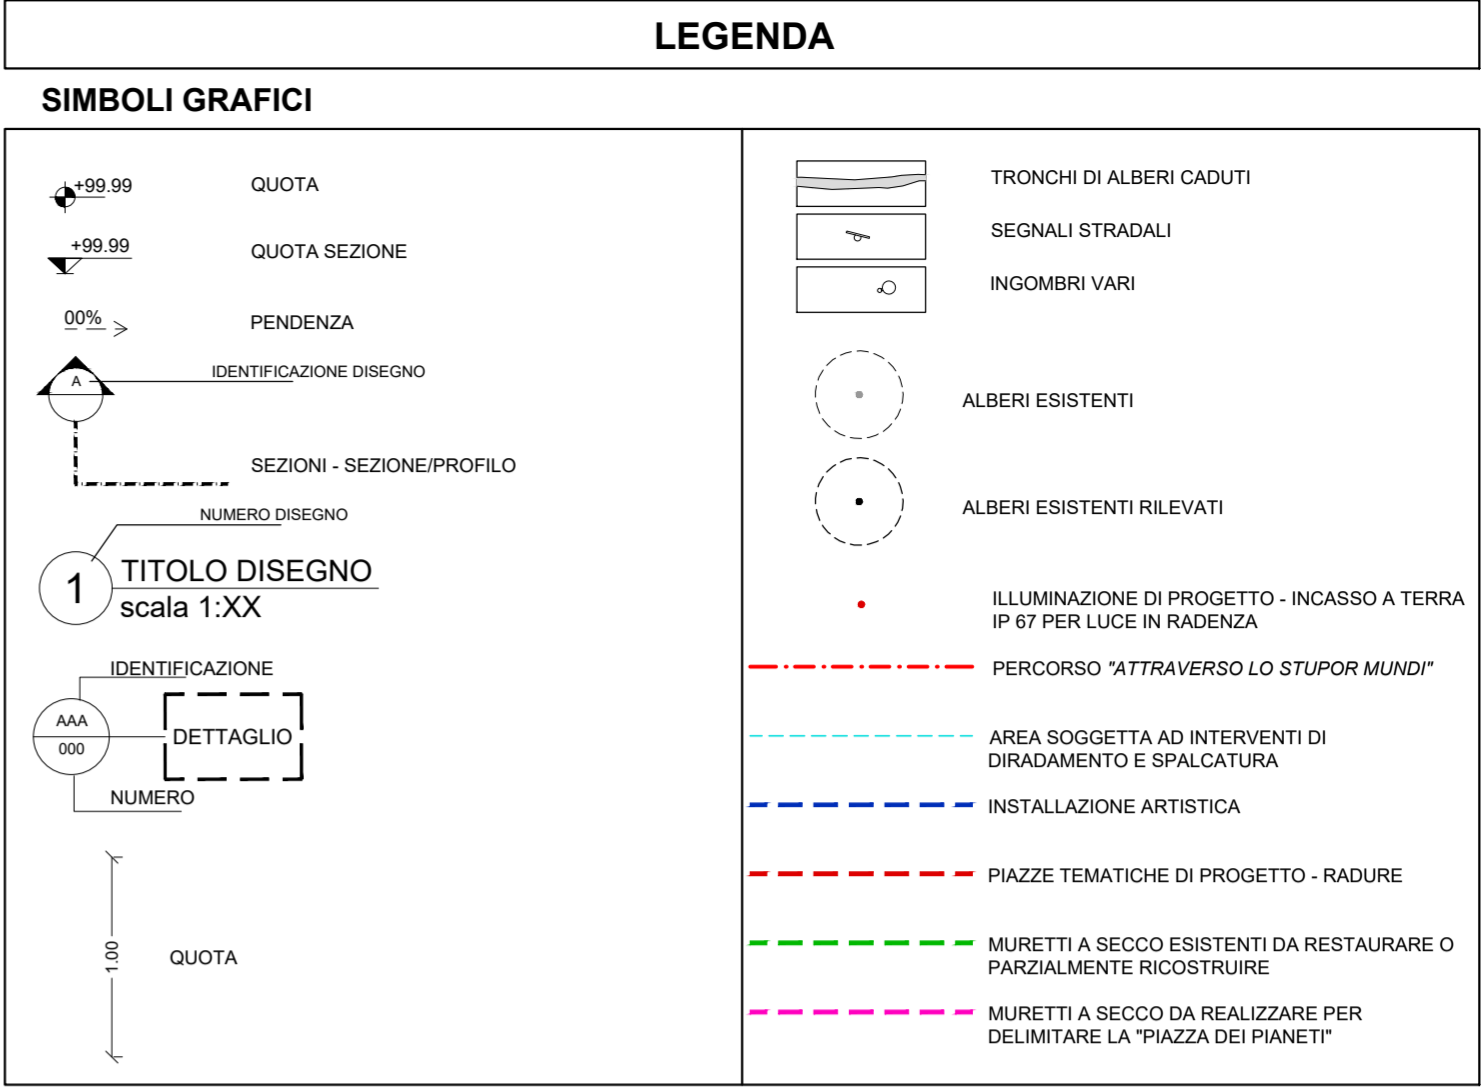 LEGENDA
SIMBOLI GRAFICI
+99.99
QUOTA
+99.99
QUOTA SEZIONE
00%
PENDENZA
A
IDENTIFICAZIONE DISEGNO
SEZIONI - SEZIONE/PROFILO
NUMERO DISEGNO
1
TITOLO DISEGNO
scala 1:XX
IDENTIFICAZIONE
AAA
000
DETTAGLIO
NUMERO
1.00
QUOTA
TRONCHI DI ALBERI CADUTI
SEGNALI STRADALI
INGOMBRI VARI
ALBERI ESISTENTI
ALBERI ESISTENTI RILEVATI
ILLUMINAZIONE DI PROGETTO - INCASSO A TERRA
IP 67 PER LUCE IN RADENZA
PERCORSO "ATTRAVERSO LO STUPOR MUNDI"
AREA SOGGETTA AD INTERVENTI DI
DIRADAMENTO E SPALCATURA
INSTALLAZIONE ARTISTICA
PIAZZE TEMATICHE DI PROGETTO - RADURE
MURETTI A SECCO ESISTENTI DA RESTAURARE O
PARZIALMENTE RICOSTRUIRE
MURETTI A SECCO DA REALIZZARE PER
DELIMITARE LA "PIAZZA DEI PIANETI"